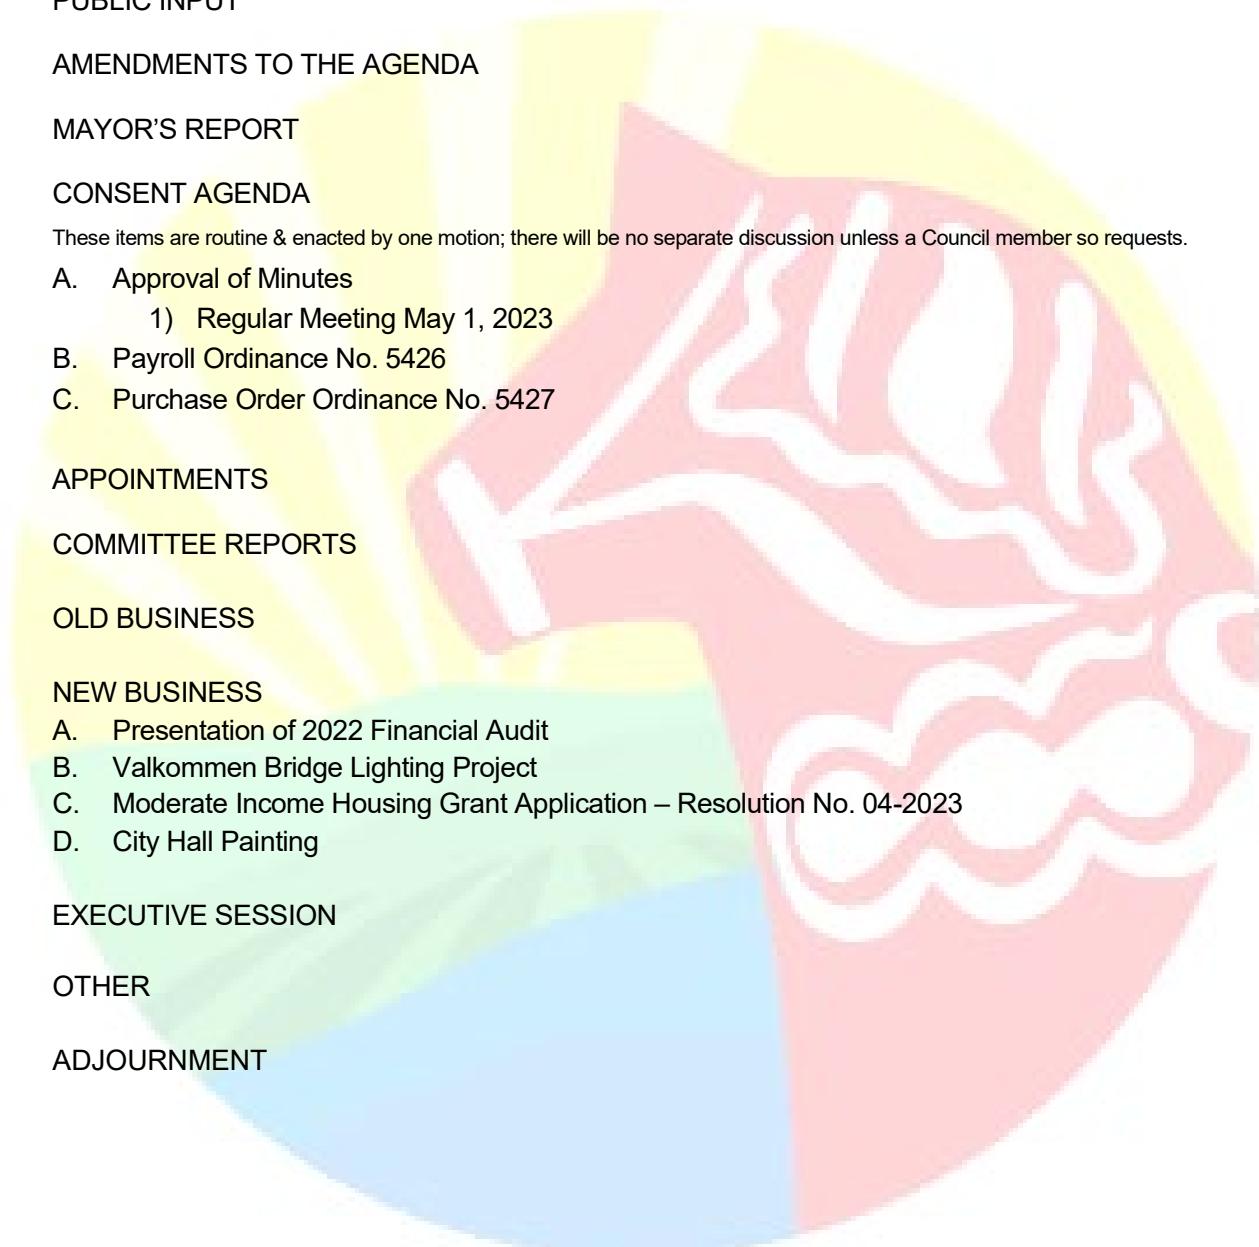 PUBLIC INPUT
AMENDMENTS TO THE AGENDA
MAYOR’S REPORT
CONSENT AGENDA
These items are routine & enacted by one motion; there will be no separate discussion unless a Council member so requests.
A. Approval of Minutes
1) Regular Meeting May 1, 2023
B. Payroll Ordinance No. 5426
C. Purchase Order Ordinance No. 5427
APPOINTMENTS
COMMITTEE REPORTS
OLD BUSINESS
NEW BUSINESS
A. Presentation of 2022 Financial Audit
B. Valkommen Bridge Lighting Project
C. Moderate Income Housing Grant Application – Resolution No. 04-2023
D. City Hall Painting
EXECUTIVE SESSION
OTHER
ADJOURNMENT